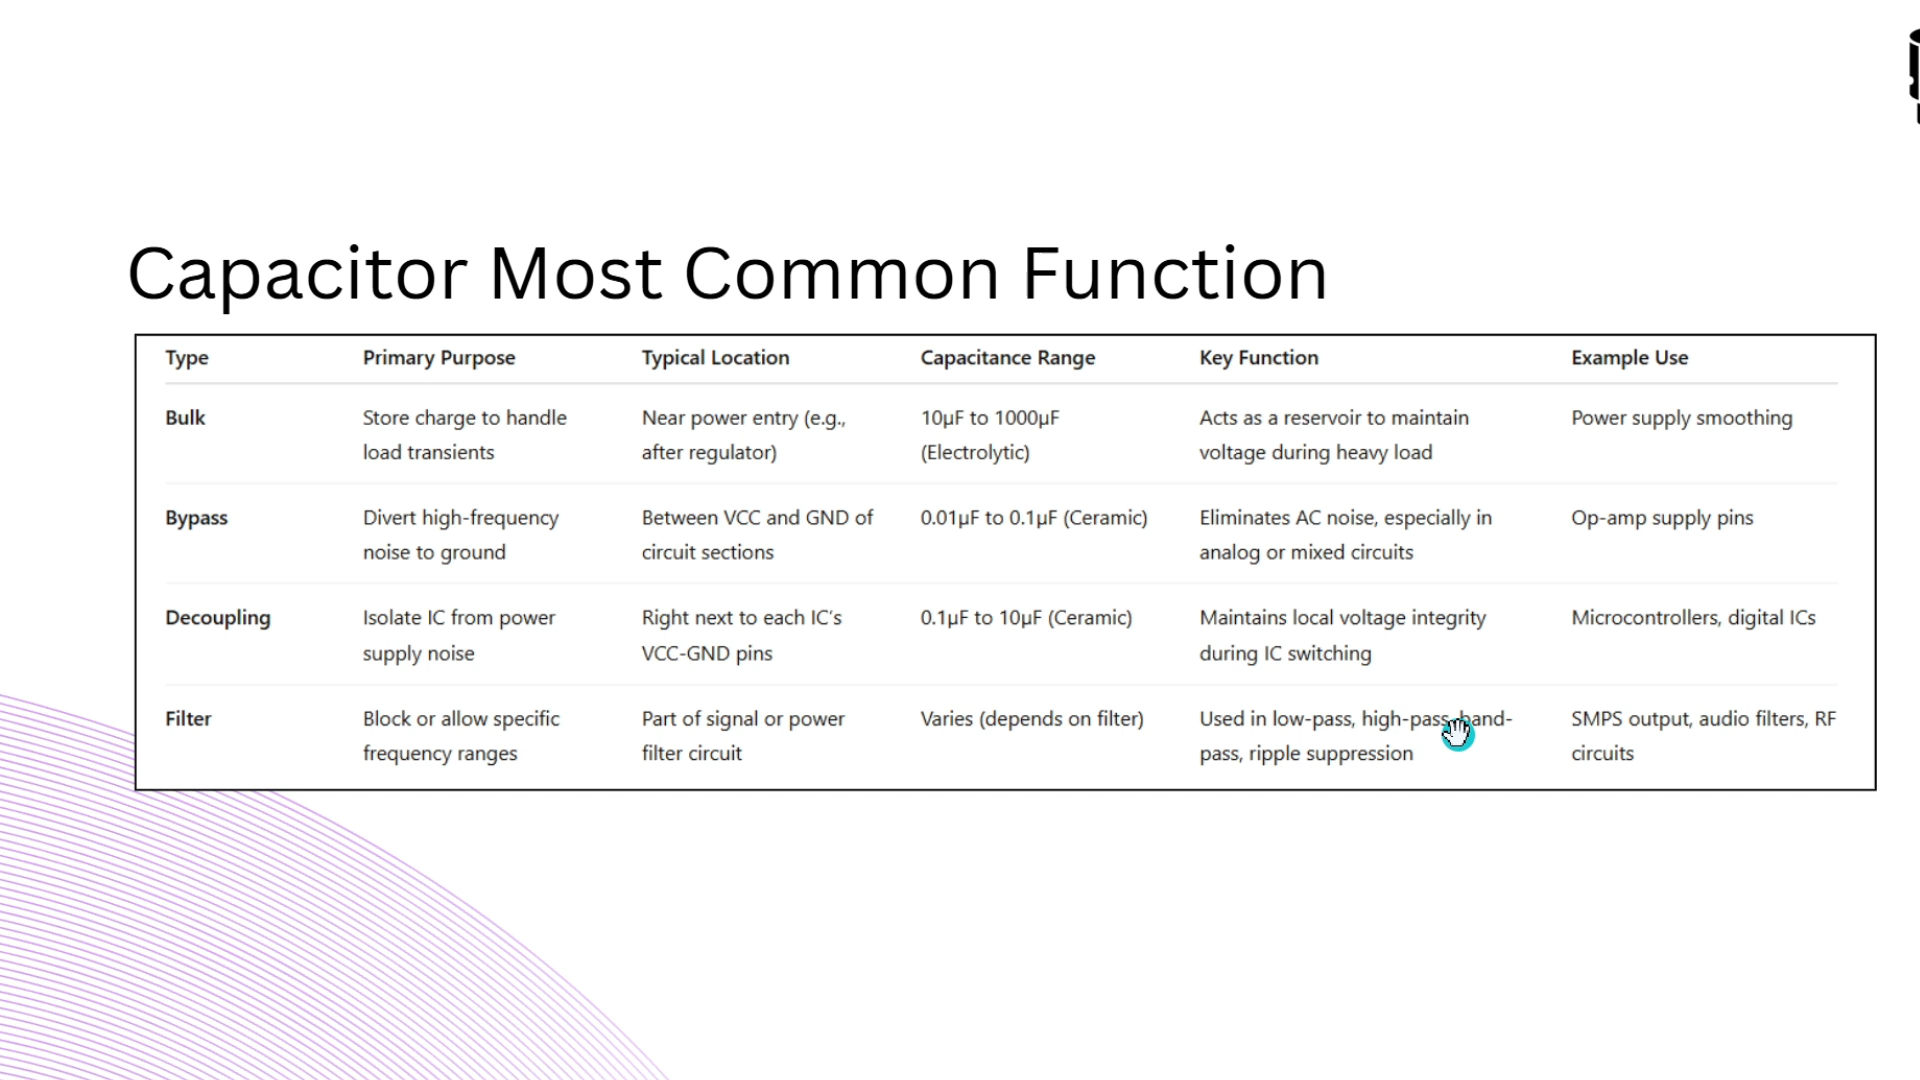 Capacitor Most Common Function
Type Primary Purpose Typical Location Capacitance Range Key Function Example Use
Bulk Store charge to handle Near power entry (e.g., 10µF to 1000µF Acts as a reservoir to maintain Power supply smoothing
load transients after regulator) (Electrolytic) voltage during heavy load
Bypass Divert high-frequency Between VCC and GND of 0.01µF to 0.1µF (Ceramic) Eliminates AC noise, especially in Op-amp supply pins
noise to ground circuit sections analog or mixed circuits
Decoupling Isolate IC from power Right next to each IC's 0.1µF to 10µF (Ceramic) Maintains local voltage integrity Microcontrollers, digital ICs
supply noise VCC-GND pins during IC switching
Filter Block or allow specific Part of signal or power Varies (depends on filter) Used in low-pass, high-pass, band- SMPS output, audio filters, RF
frequency ranges filter circuit pass, ripple suppression circuits